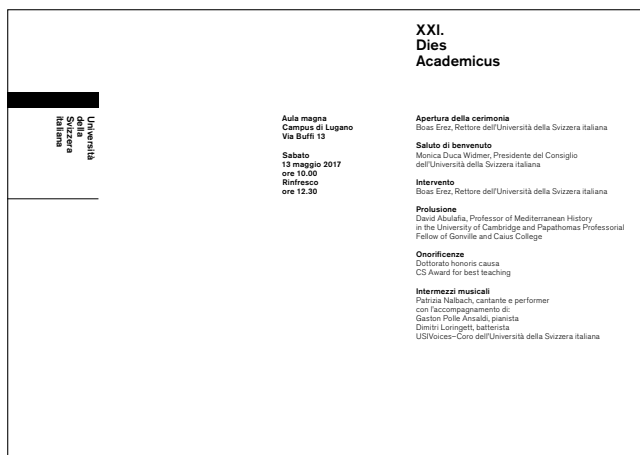 XXI.
Dies
Academicus
Università
della
Svizzera
italiana
Aula magna
Campus di Lugano
Via Buffi 13
Sabato
13 maggio 2017
ore 10.00
Rinfresco
ore 12.30
Apertura della cerimonia
Boas Erez, Rettore dell'Università della Svizzera italiana
Saluto di benvenuto
Monica Duca Widmer, Presidente del Consiglio
dell'Università della Svizzera italiana
Intervento
Boas Erez, Rettore dell'Università della Svizzera italiana
Prolusione
David Abulafia, Professor of Mediterranean History
in the University of Cambridge and Papathomas Professorial
Fellow of Gonville and Caius College
Onorificenze
Dottorato honoris causa
CS Award for best teaching
Intermezzi musicali
Patrizia Nalbach, cantante e performer
con l'accompagnamento di:
Gaston Polle Ansaldi, pianista
Dimitri Loringett, batterista
USIVoices–Coro dell'Università della Svizzera italiana